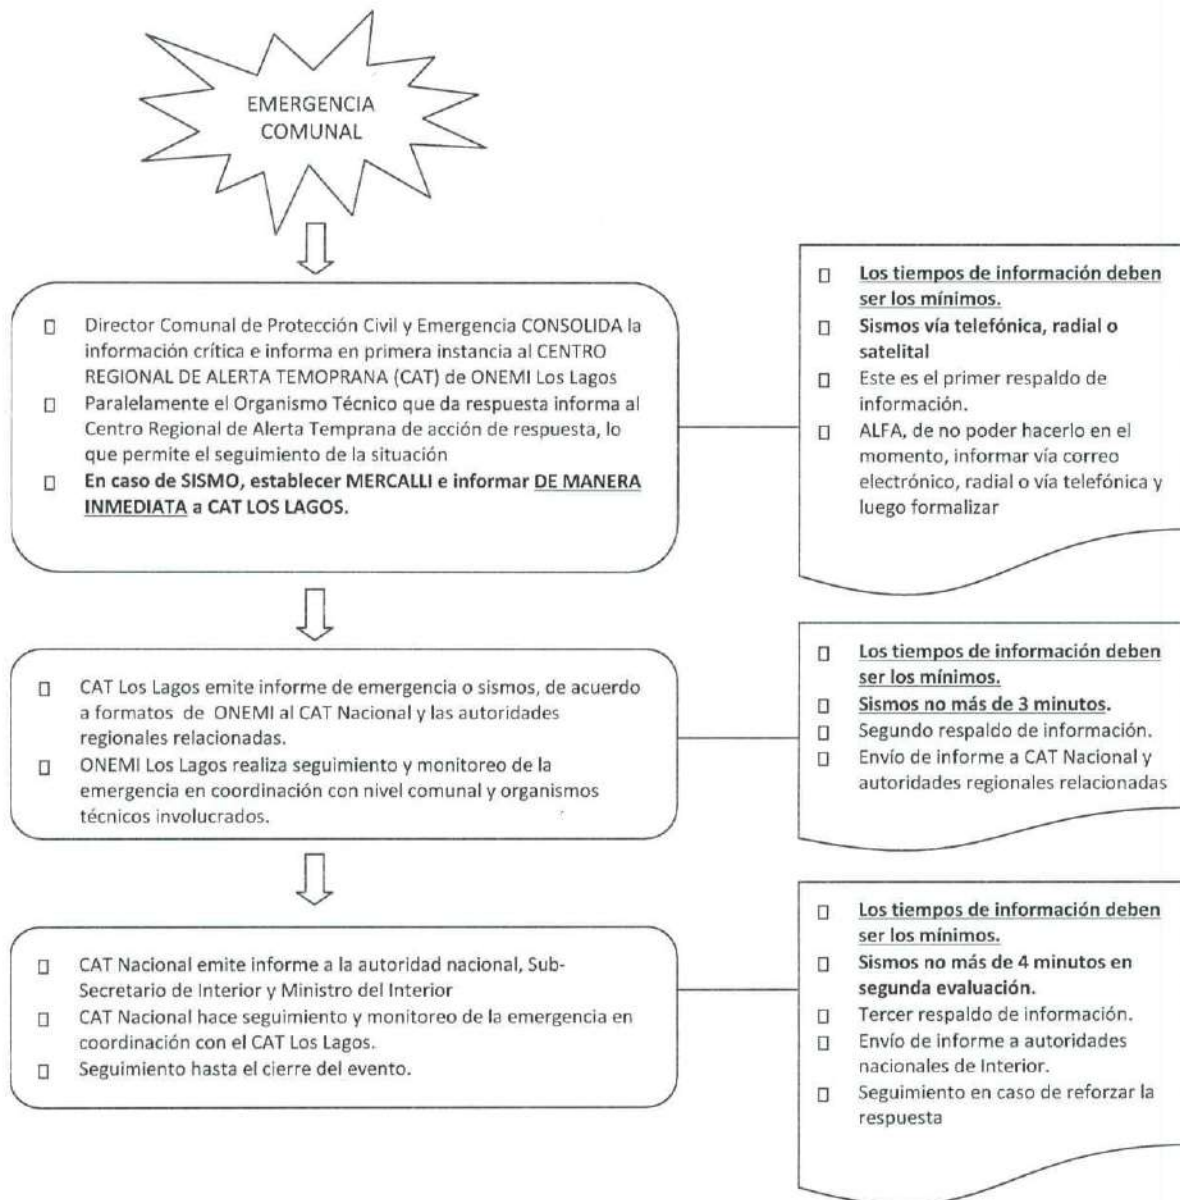 EMERGENCIA
COMUNAL
Director Comunal de Protección Civil y Emergencia CONSOLIDA la
información crítica e informa en primera instancia al CENTRO
REGIONAL DE ALERTA TEMOPRANA (CAT) de ONEMI Los Lagos
Paralelamente el Organismo Técnico que da respuesta informa al
Centro Regional de Alerta Temprana de acción de respuesta, lo
que permite el seguimiento de la situación
En caso de SISMO, establecer MERCALLI e informar DE MANERA
INMEDIATA a CAT LOS LAGOS.
Los tiempos de información deben
ser los mínimos.
Sismos vía telefónica, radial o
satelital
Este es el primer respaldo de
información.
ALFA, de no poder hacerlo en el
momento, informar vía correo
electrónico, radial o vía telefónica y
luego formalizar
CAT Los Lagos emite informe de emergencia o sismos, de acuerdo
a formatos de ONEMI al CAT Nacional y las autoridades
regionales relacionadas.
ONEMI Los Lagos realiza seguimiento y monitoreo de la
emergencia en coordinación con nivel comunal y organismos
técnicos involucrados.
Los tiempos de información deben
ser los mínimos.
Sismos no más de 3 minutos.
Segundo respaldo de información.
Envío de informe a CAT Nacional y
autoridades regionales relacionadas
CAT Nacional emite informe a la autoridad nacional, Sub-
Secretario de Interior y Ministro del Interior
CAT Nacional hace seguimiento y monitoreo de la emergencia en
coordinación con el CAT Los Lagos.
Seguimiento hasta el cierre del evento.
Los tiempos de información deben
ser los mínimos.
Sismos no más de 4 minutos en
segunda evaluación.
Tercer respaldo de información.
Envío de informe a autoridades
nacionales de Interior.
Seguimiento en caso de reforzar la
respuesta